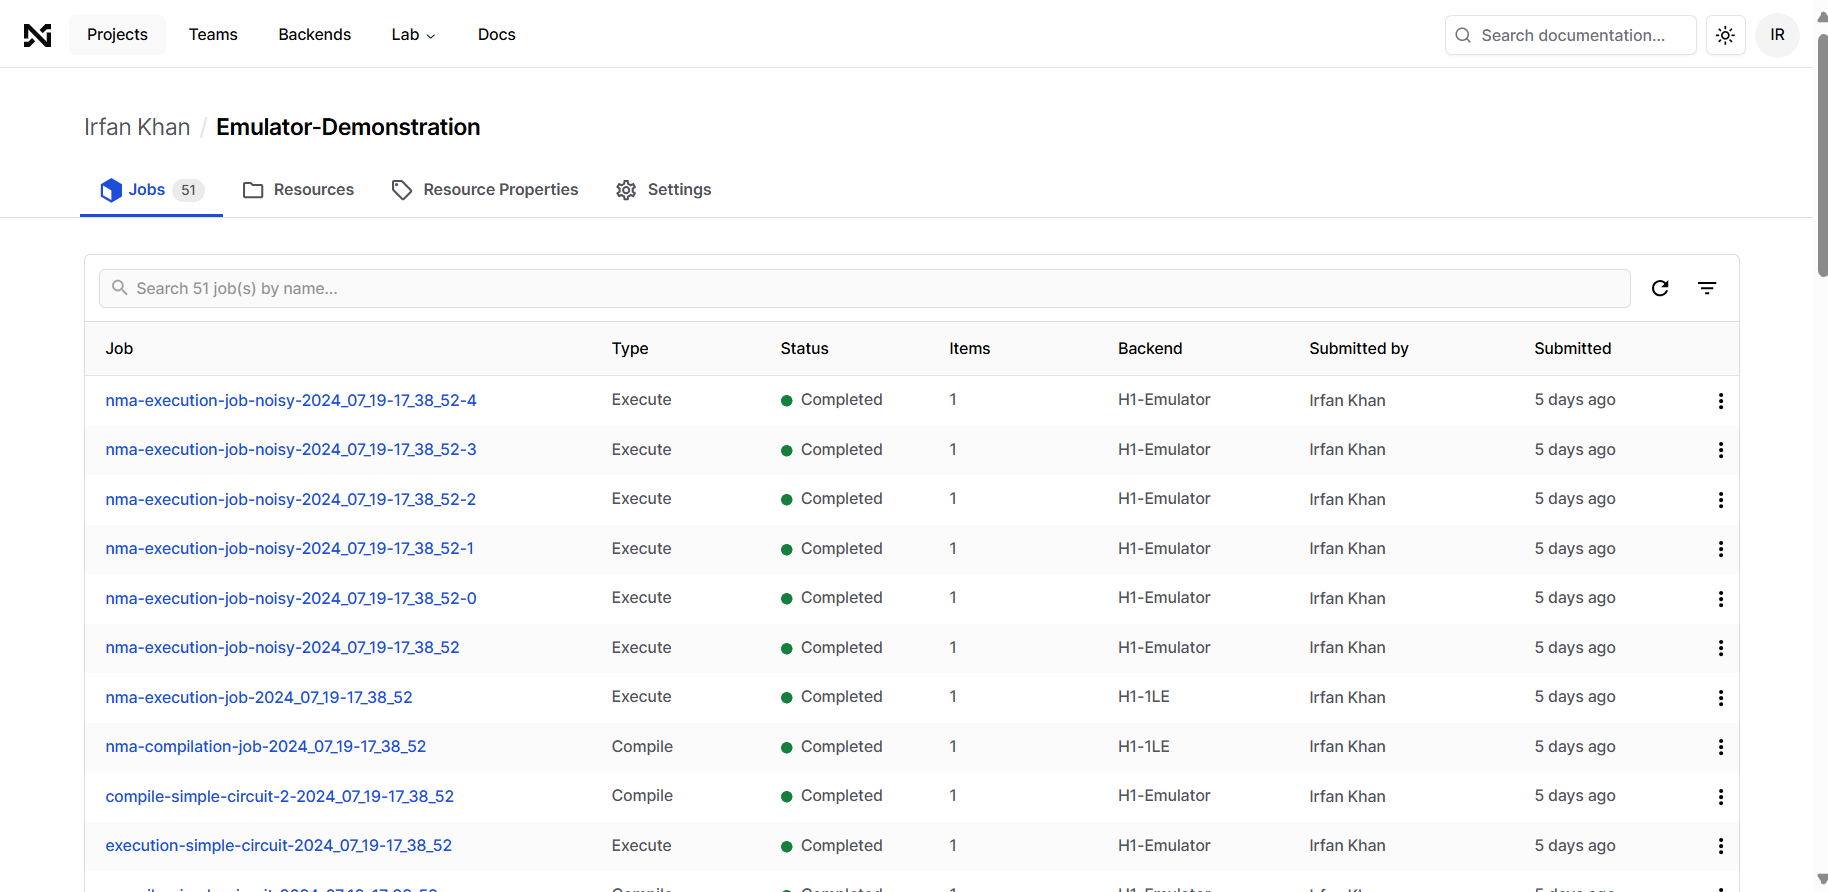 Projects Teams Backends Lab Docs Search documentation... IR
Irfan Khan / Emulator-Demonstration
Jobs 51 Resources Resource Properties Settings
Search 51 job(s) by name...
Job Type Status Items Backend Submitted by Submitted
nma-execution-job-noisy-2024_07_19-17_38_52-4 Execute Completed 1 H1-Emulator Irfan Khan 5 days ago
nma-execution-job-noisy-2024_07_19-17_38_52-3 Execute Completed 1 H1-Emulator Irfan Khan 5 days ago
nma-execution-job-noisy-2024_07_19-17_38_52-2 Execute Completed 1 H1-Emulator Irfan Khan 5 days ago
nma-execution-job-noisy-2024_07_19-17_38_52-1 Execute Completed 1 H1-Emulator Irfan Khan 5 days ago
nma-execution-job-noisy-2024_07_19-17_38_52-0 Execute Completed 1 H1-Emulator Irfan Khan 5 days ago
nma-execution-job-noisy-2024_07_19-17_38_52 Execute Completed 1 H1-Emulator Irfan Khan 5 days ago
nma-execution-job-2024_07_19-17_38_52 Execute Completed 1 H1-1LE Irfan Khan 5 days ago
nma-compilation-job-2024_07_19-17_38_52 Compile Completed 1 H1-1LE Irfan Khan 5 days ago
compile-simple-circuit-2-2024_07_19-17_38_52 Compile Completed 1 H1-Emulator Irfan Khan 5 days ago
execution-simple-circuit-2024_07_19-17_38_52 Execute Completed 1 H1-Emulator Irfan Khan 5 days ago